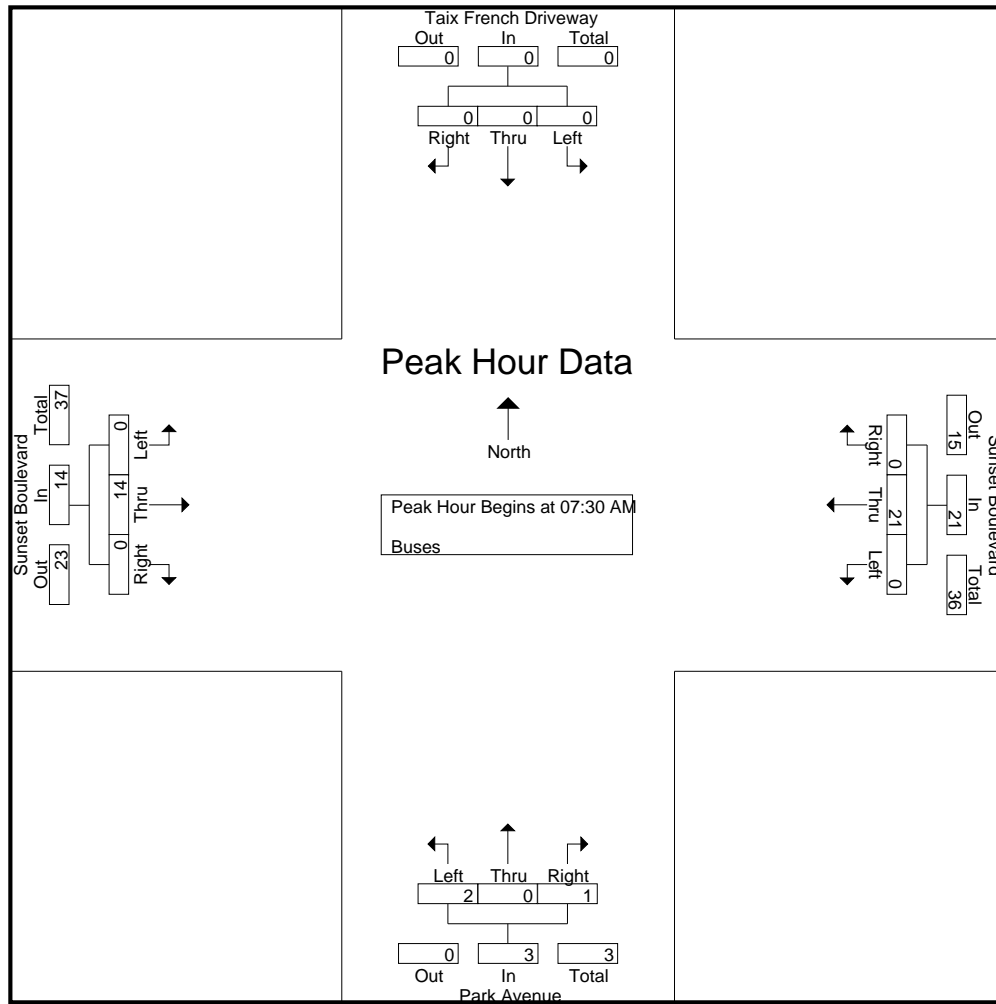 Taix French Driveway
Out In Total
0 0 0
0 0 0
Right Thru Left
Peak Hour Data
North
Peak Hour Begins at 07:30 AM
Buses
Sunset Boulevard
Total In Out
37 14 23
0 14 0
Left Thru Right
Right Thru Left
0 21 0
15 21 36
Out In Total
Sunset Boulevard
Left Thru Right
2 0 1
0 3 3
Out In Total
Park Avenue